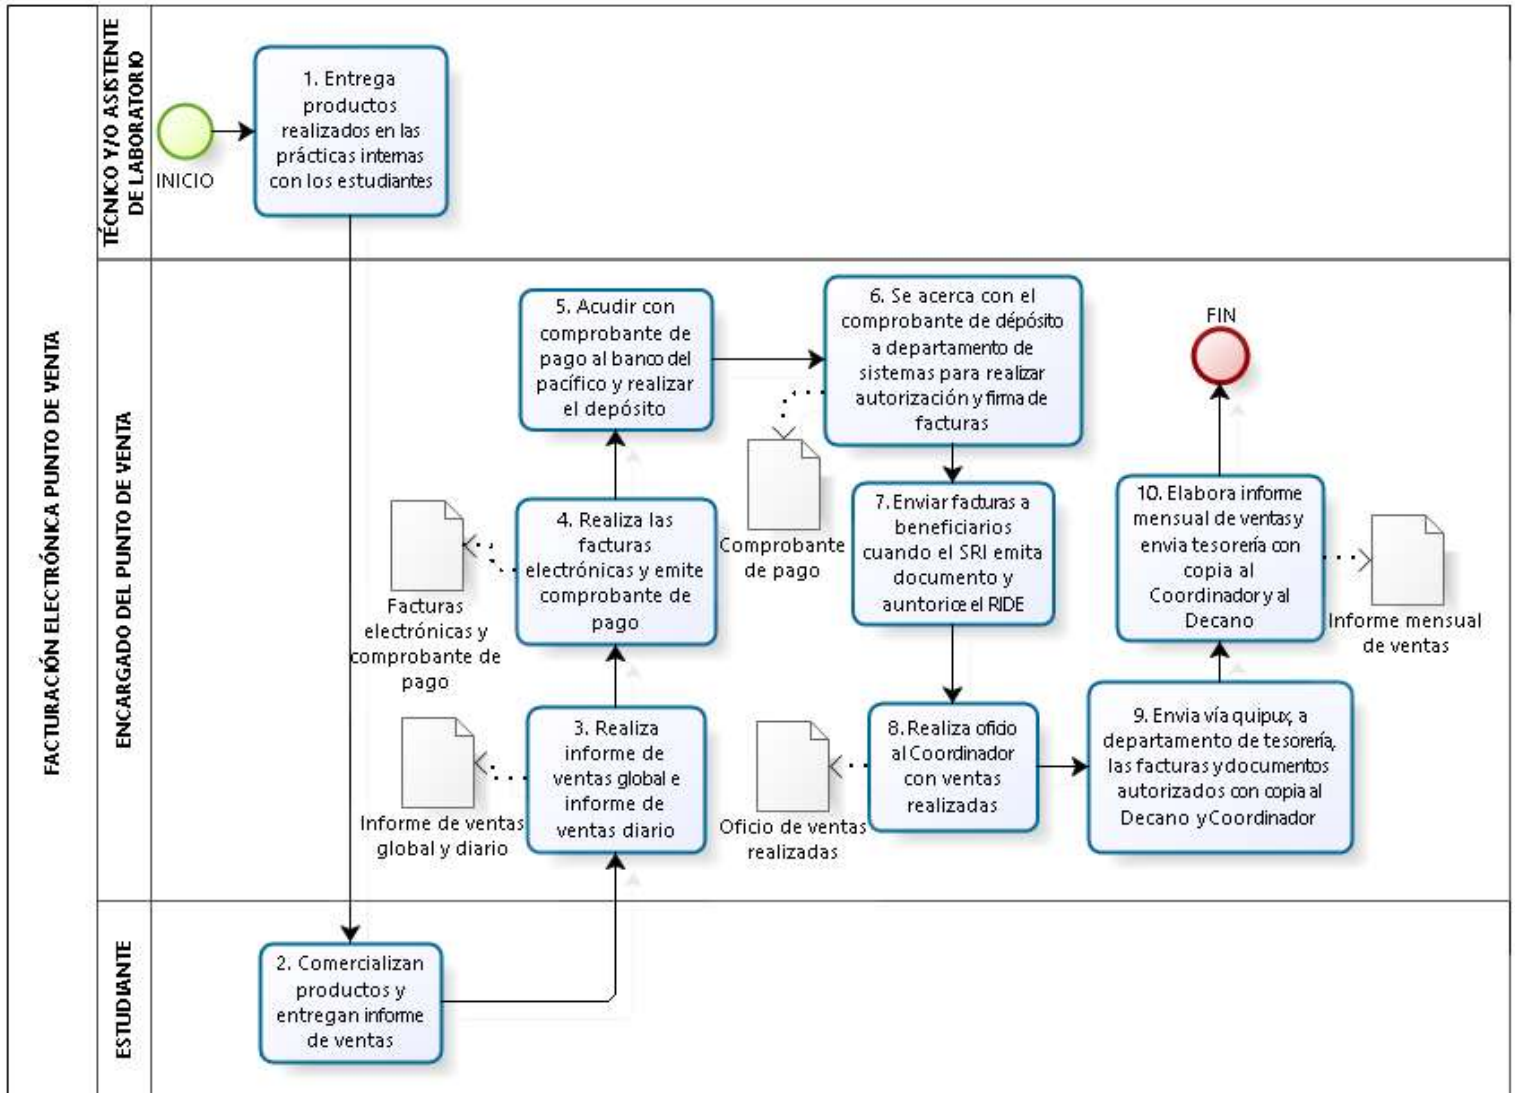 FACTURACIÓN ELECTRÓNICA PUNTO DE VENTA
TÉCNICO Y/O ASISTENTE
DE LABORATORIO
INICIO
1. Entrega
productos
realizados en las
prácticas internas
con los estudiantes
ENCARGADO DEL PUNTO DE VENTA
5. Acudir con
comprobante de
pago al banco del
pacífico y realizar
el depósito
6. Se acerca con el
comprobante de dépósito
a departamento de
sistemas para realizar
autorización y firma de
facturas
FIN
4. Realiza las
facturas
electrónicas y emite
comprobante de
pago
Facturas
electrónicas y
comprobante de
pago
Comprobante
de pago
7. Enviar facturas a
beneficiarios
cuando el SRI emita
documento y
auntorice el RIDE
10. Elabora informe
mensual de ventas y
envia tesorería con
copia al
Coordinador y al
Decano
Informe mensual
de ventas
3. Realiza
informe de
ventas global e
informe de
ventas diario
Informe de ventas
global y diario
8. Realiza oficio
al Coordinador
con ventas
realizadas
Oficio de ventas
realizadas
9. Envia vía quipux, a
departamento de tesorería,
las facturas y documentos
autorizados con copia al
Decano y Coordinador
ESTUDIANTE
2. Comercializan
productos y
entregan informe
de ventas